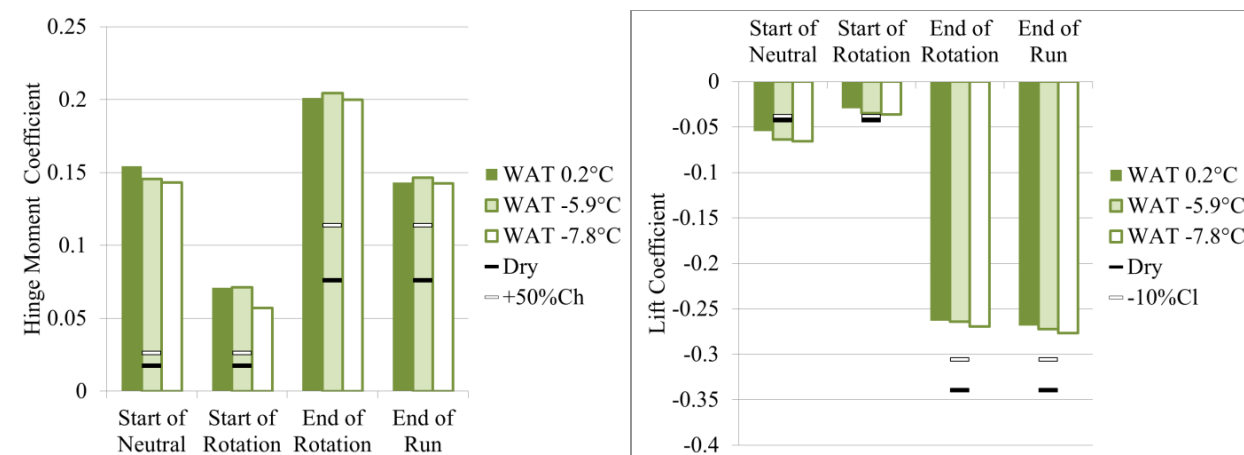 0.25
0.2
0.15
0.1
0.05
0
Hinge Moment Coefficient
Start of
Neutral
Start of
Rotation
End of
Rotation
End of
Run
WAT 0.2°C
WAT -5.9°C
WAT -7.8°C
Dry
+50%Ch
Start of
Neutral
Start of
Rotation
End of
Rotation
End of
Run
0
-0.05
-0.1
-0.15
-0.2
-0.25
-0.3
-0.35
-0.4
Lift Coefficient
WAT 0.2°C
WAT -5.9°C
WAT -7.8°C
Dry
-10%Cl